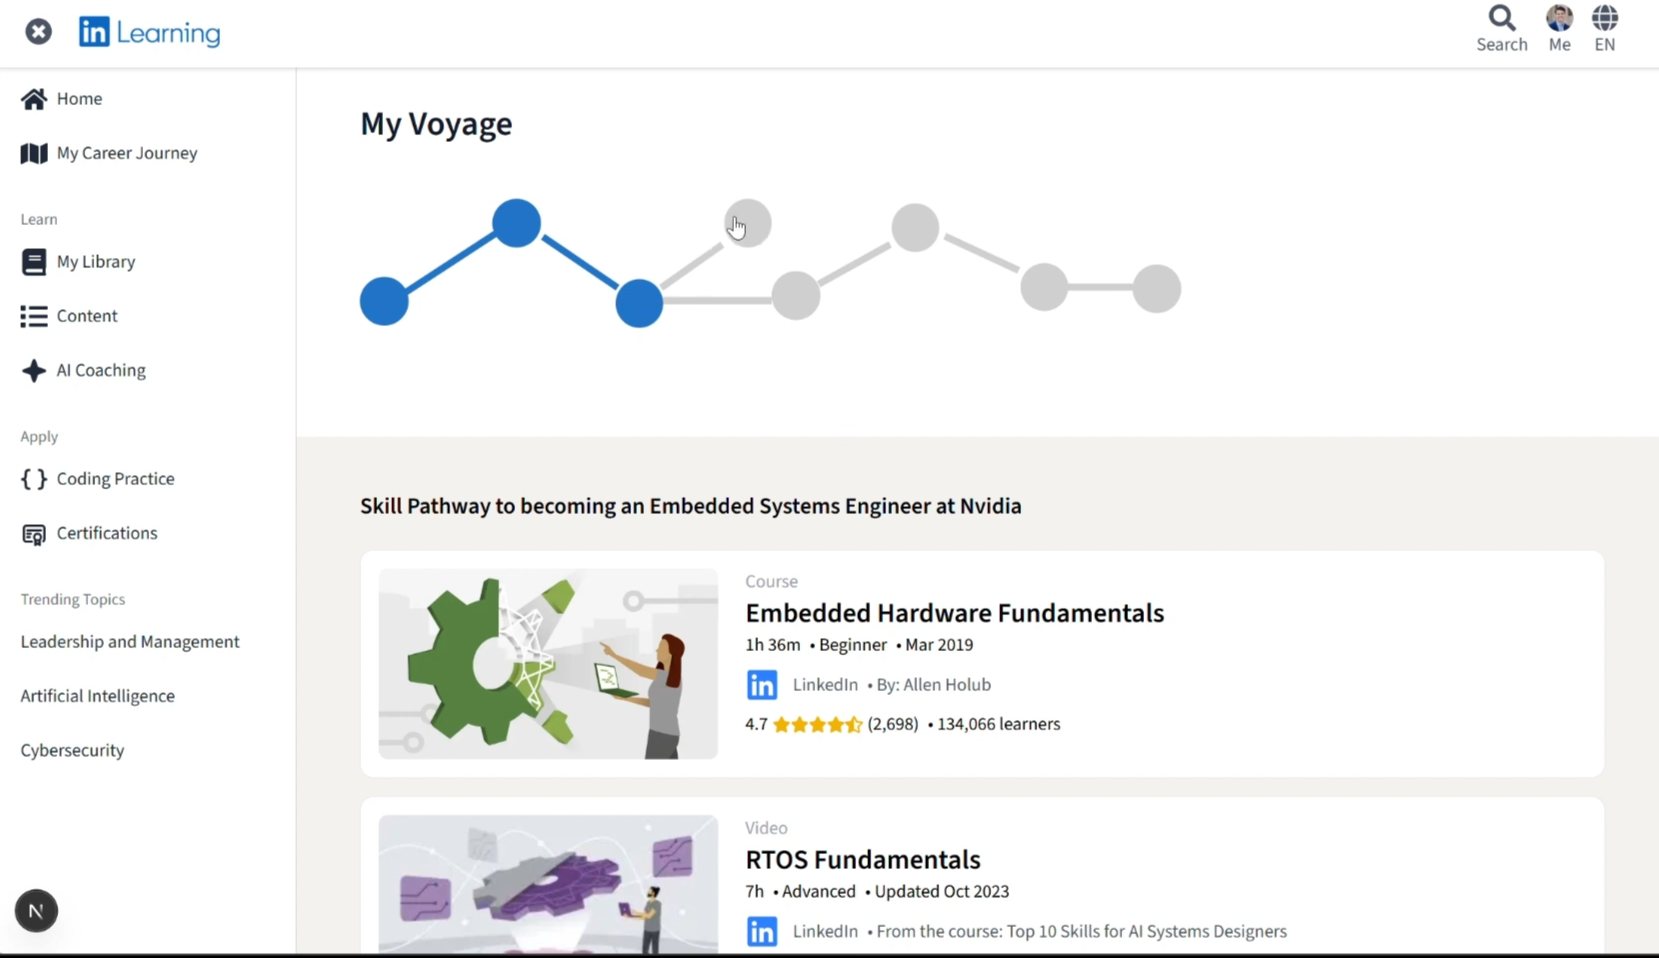 in Learning
Search
Me
EN
Home
My Career Journey
Learn
My Library
Content
AI Coaching
Apply
{ } Coding Practice
Certifications
Trending Topics
Leadership and Management
Artificial Intelligence
Cybersecurity
N
My Voyage
Skill Pathway to becoming an Embedded Systems Engineer at Nvidia
Course
Embedded Hardware Fundamentals
1h 36m • Beginner • Mar 2019
in LinkedIn • By: Allen Holub
4.7 (2,698) • 134,066 learners
Video
RTOS Fundamentals
7h • Advanced • Updated Oct 2023
in LinkedIn • From the course: Top 10 Skills for AI Systems Designers